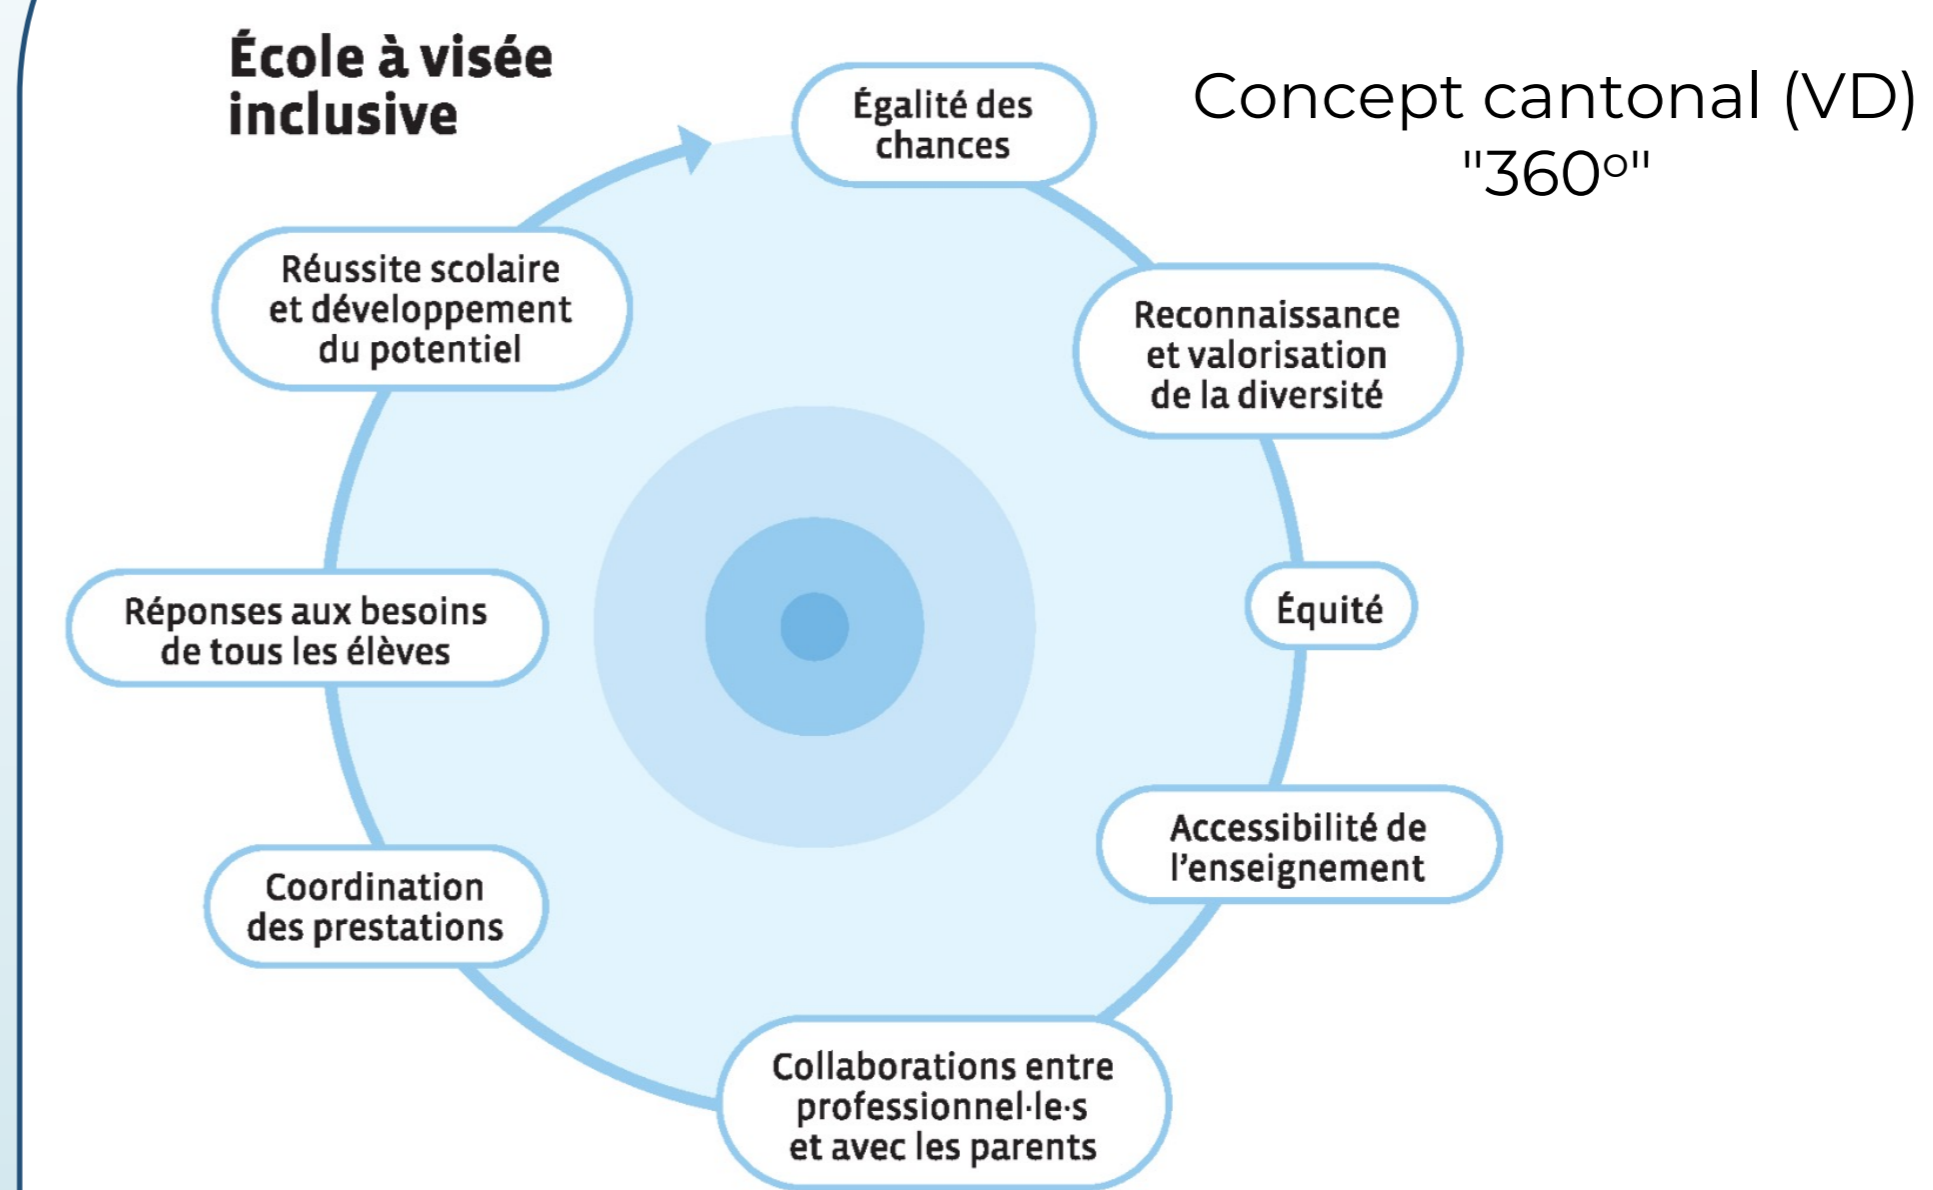 École à visée
inclusive
Concept cantonal (VD)
"360°"
Égalité des
chances
Reconnaissance
et valorisation
de la diversité
Équité
Accessibilité de
l’enseignement
Collaborations entre
professionnel·le·s
et avec les parents
Coordination
des prestations
Réponses aux besoins
de tous les élèves
Réussite scolaire
et développement
du potentiel